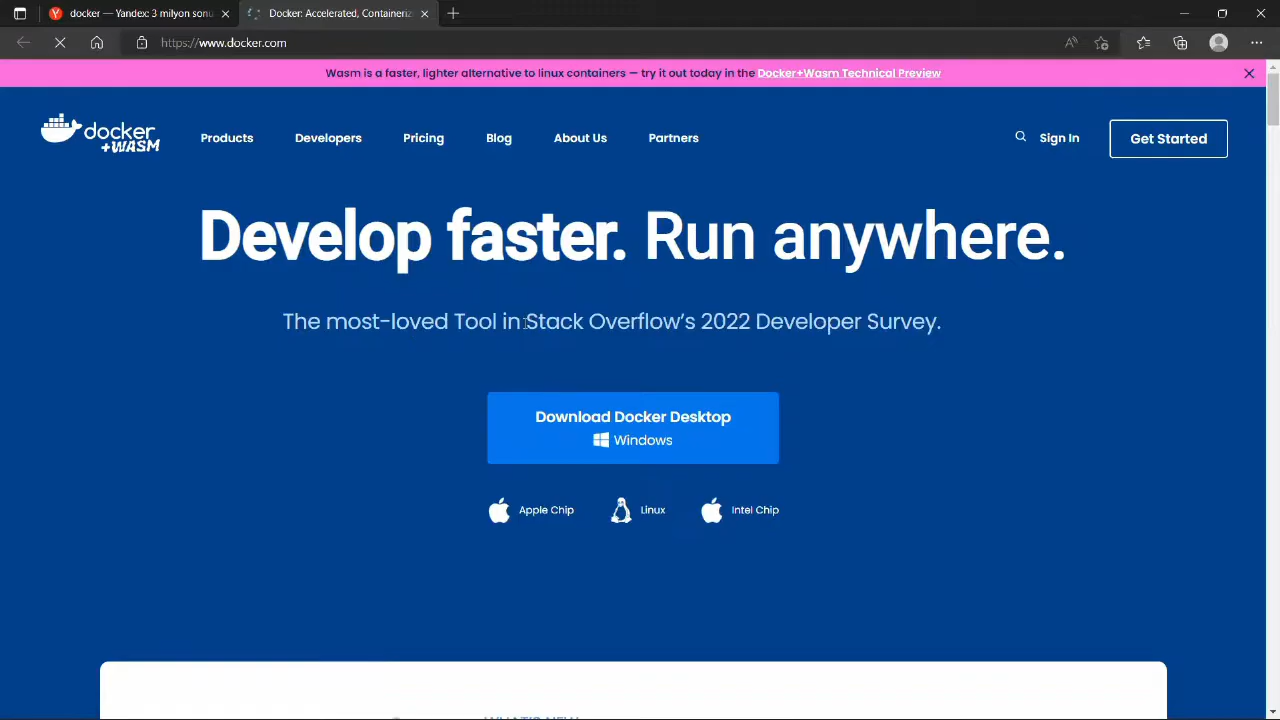 docker — Yandex: 3 milyon sonu
Docker: Accelerated, Containeriz
https://www.docker.com
Wasm is a faster, lighter alternative to linux containers — try it out today in the Docker+Wasm Technical Preview
docker
+WASM
Products
Developers
Pricing
Blog
About Us
Partners
Sign In
Get Started
Develop faster. Run anywhere.
The most-loved Tool in Stack Overflow's 2022 Developer Survey.
Download Docker Desktop
Windows
Apple Chip
Linux
Intel Chip
WHAT'S NEW